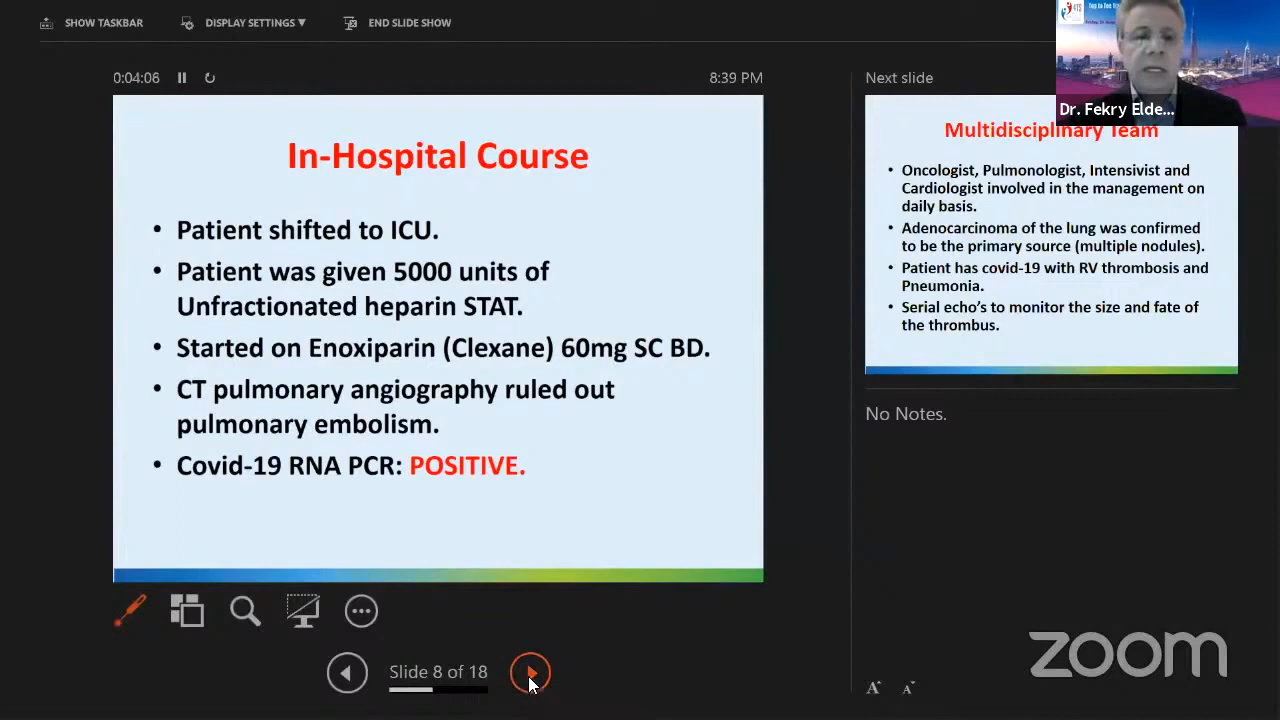 SHOW TASKBAR
DISPLAY SETTINGS ▼
END SLIDE SHOW
0:04:06
8:39 PM
In-Hospital Course
• Patient shifted to ICU.
• Patient was given 5000 units of
Unfractionated heparin STAT.
• Started on Enoxiparin (Clexane) 60mg SC BD.
• CT pulmonary angiography ruled out
pulmonary embolism.
• Covid-19 RNA PCR: POSITIVE.
Slide 8 of 18
Next slide
Dr. Fekry Elde...
Multidisciplinary Team
• Oncologist, Pulmonologist, Intensivist and
Cardiologist involved in the management on
daily basis.
• Adenocarcinoma of the lung was confirmed
to be the primary source (multiple nodules).
• Patient has covid-19 with RV thrombosis and
Pneumonia.
• Serial echo's to monitor the size and fate of
the thrombus.
No Notes.
A A
zoom